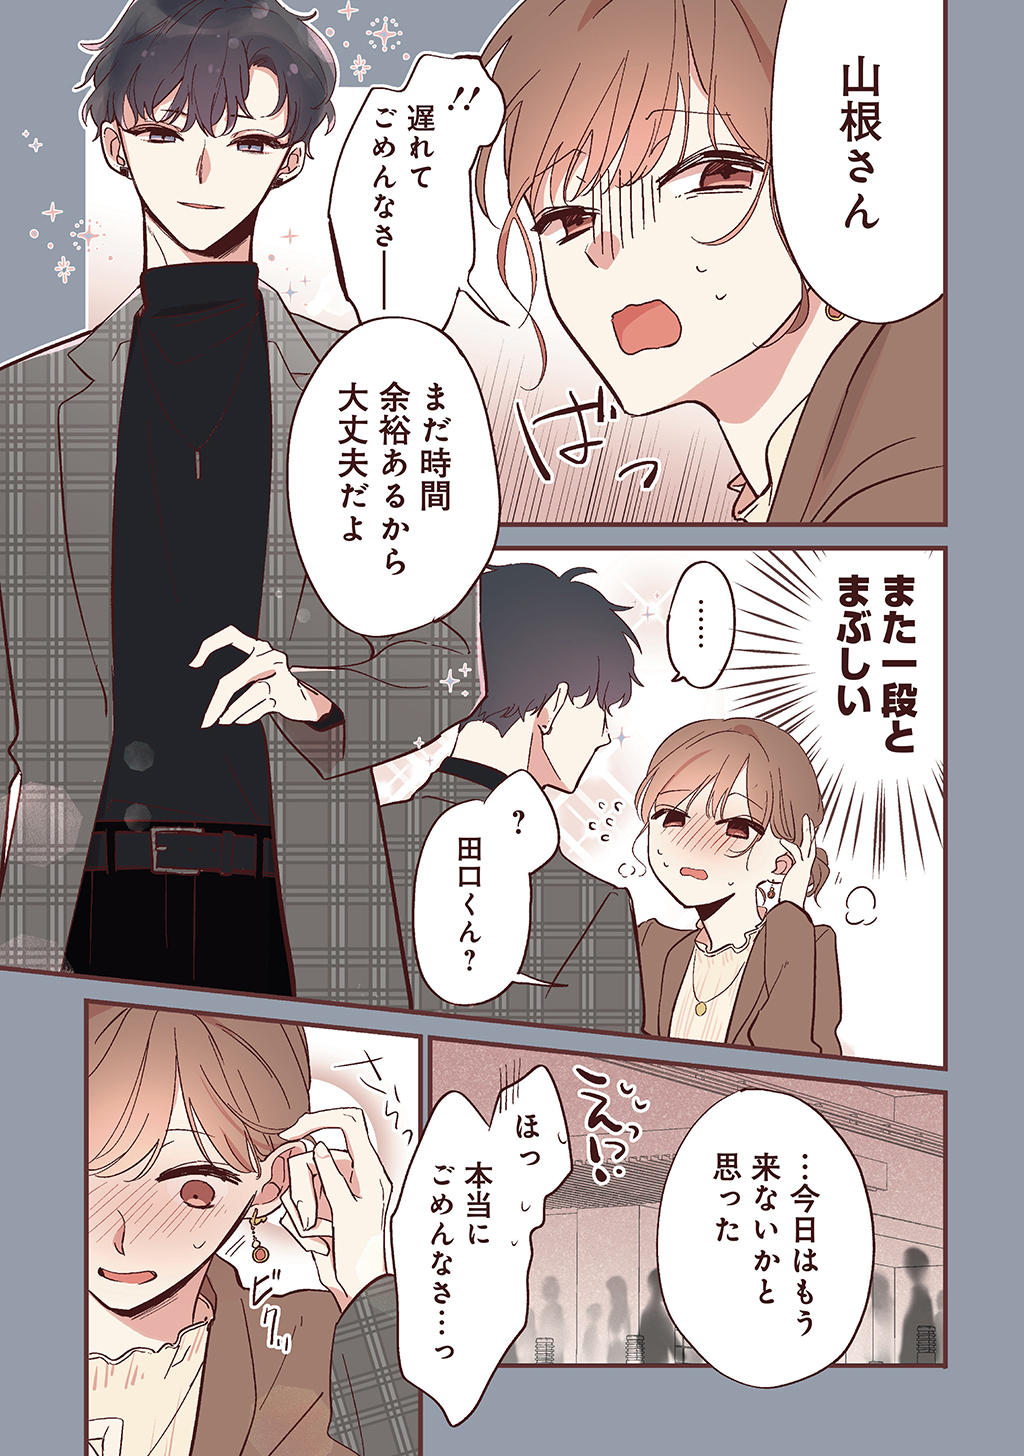 山根さん
ばっ
!!
遅れて
ごめんなさ――
まだ時間
余裕あるから
大丈夫だよ
また一段と
まぶしい
……
?
田口くん?
…今日はもう
来ないかと
思った
えっ?!
ほっ
本当に
ごめんなさ…っ
ビクッ